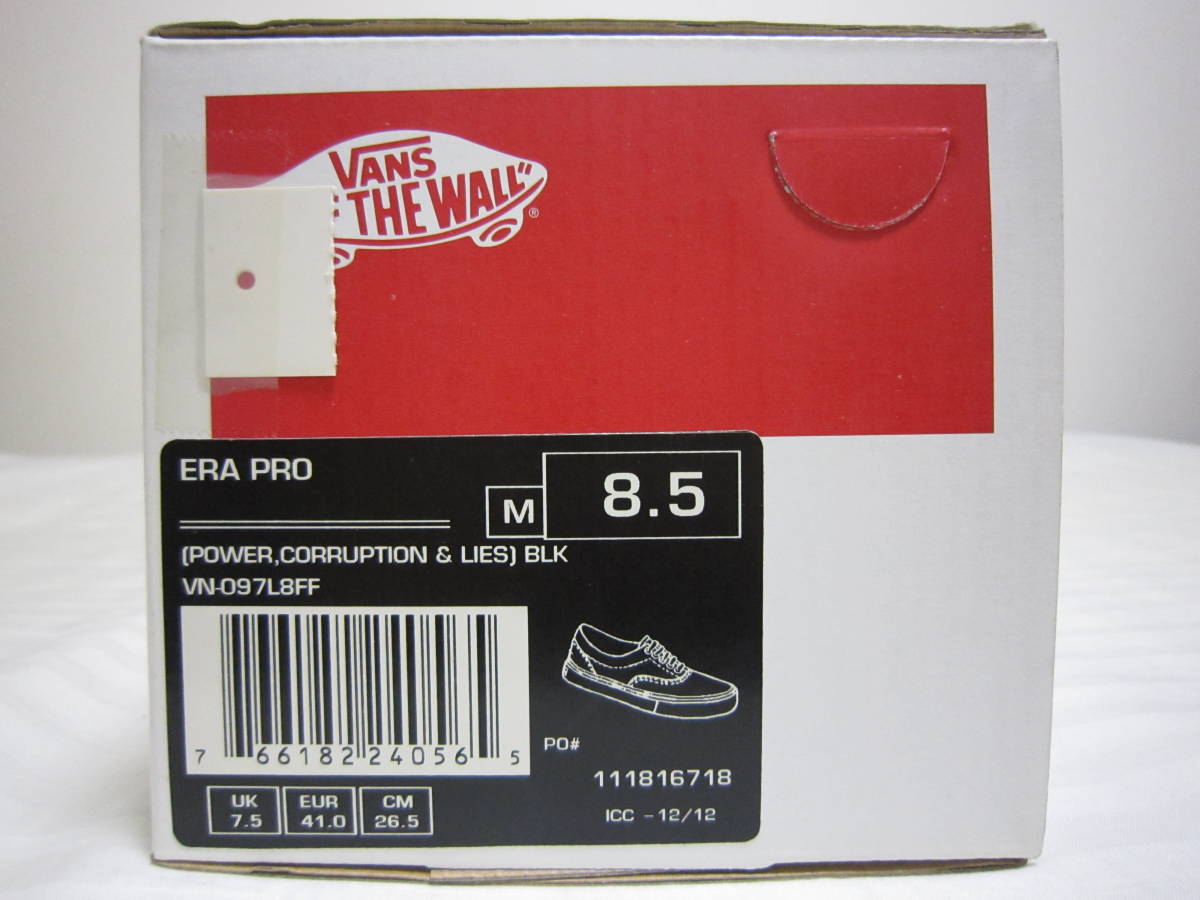 VANS
THE WALL"
®
ERA PRO
M 8.5
(POWER,CORRUPTION & LIES) BLK
VN-097L8FF
7 66182 24056 5
PO#
111816718
UK EUR CM
7.5 41.0 26.5
ICC - 12/12